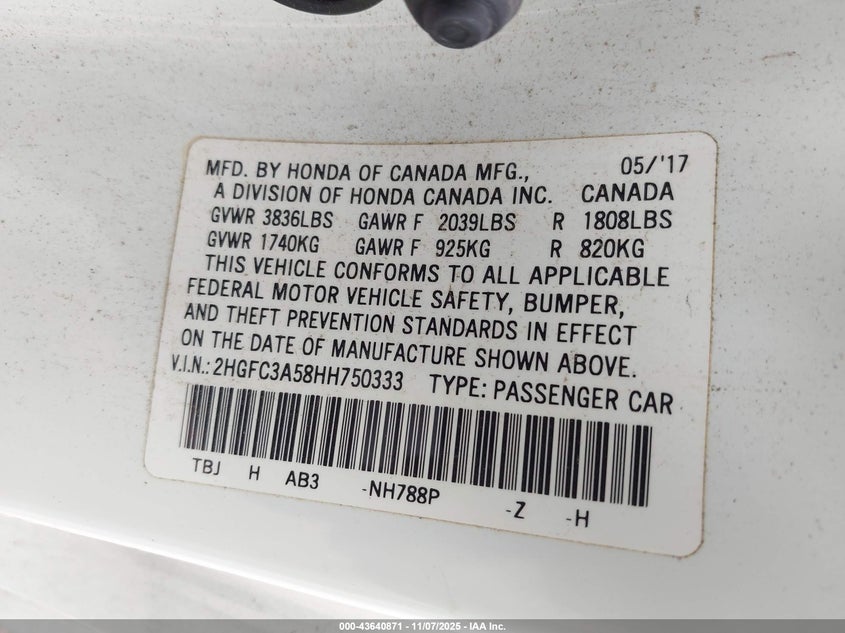 MFD. BY HONDA OF CANADA MFG., 05/'17
A DIVISION OF HONDA CANADA INC. CANADA
GVWR 3836LBS GAWR F 2039LBS R 1808LBS
GVWR 1740KG GAWR F 925KG R 820KG
THIS VEHICLE CONFORMS TO ALL APPLICABLE
FEDERAL MOTOR VEHICLE SAFETY, BUMPER,
AND THEFT PREVENTION STANDARDS IN EFFECT
ON THE DATE OF MANUFACTURE SHOWN ABOVE.
V.I.N.: 2HGFC3A58HH750333 TYPE: PASSENGER CAR
TBJ H AB3 -NH788P -Z -H
000-43640871 - 11/07/2025 - IAA Inc.